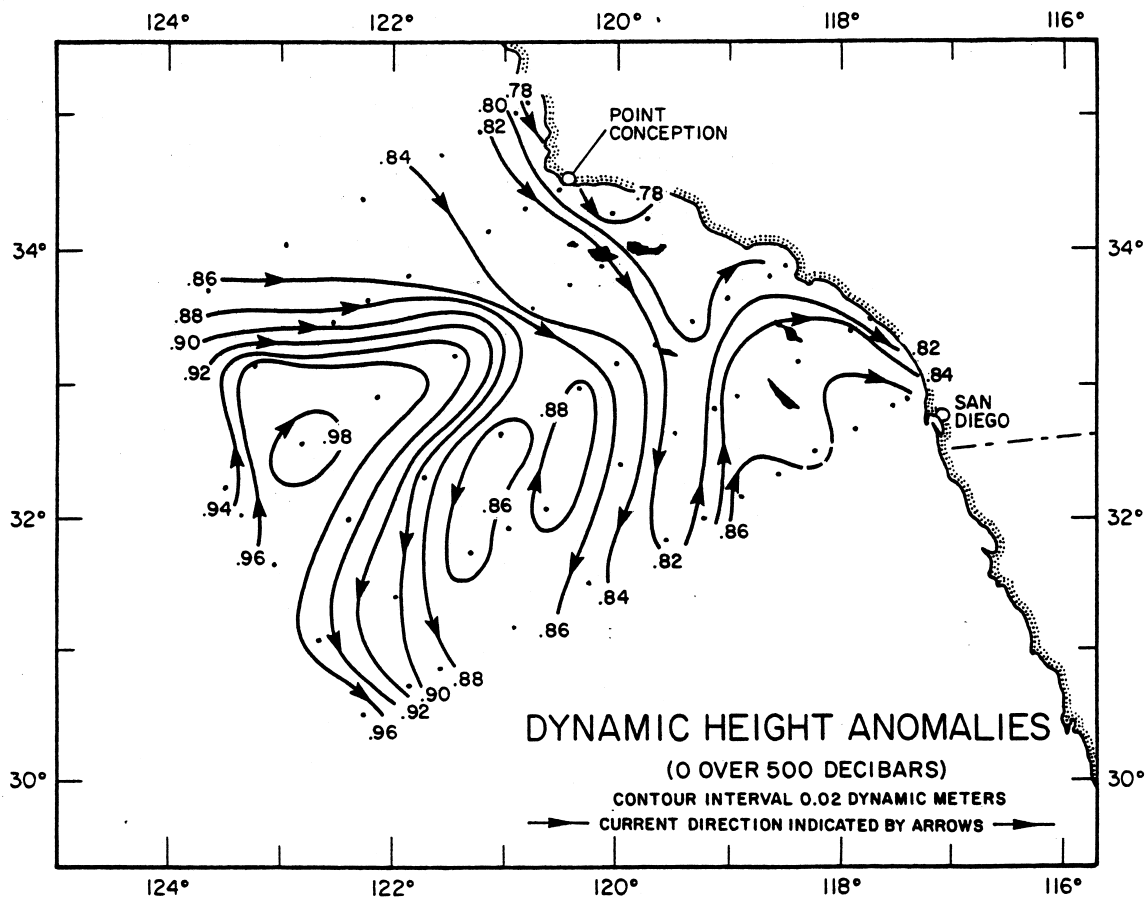 124° 122° 120° 118° 116°
.78
.80
.82
POINT
CONCEPTION
.84
.78
34° 34°
.86
.88
.90
.92
.82
.84
.88
SAN
DIEGO
.98
.86
.94
32° 32°
.96
.86
.82
.84
.86
.88
.90
.92
.96
DYNAMIC HEIGHT ANOMALIES
(0 OVER 500 DECIBARS)
30° 30°
CONTOUR INTERVAL 0.02 DYNAMIC METERS
CURRENT DIRECTION INDICATED BY ARROWS
124° 122° 120° 118° 116°